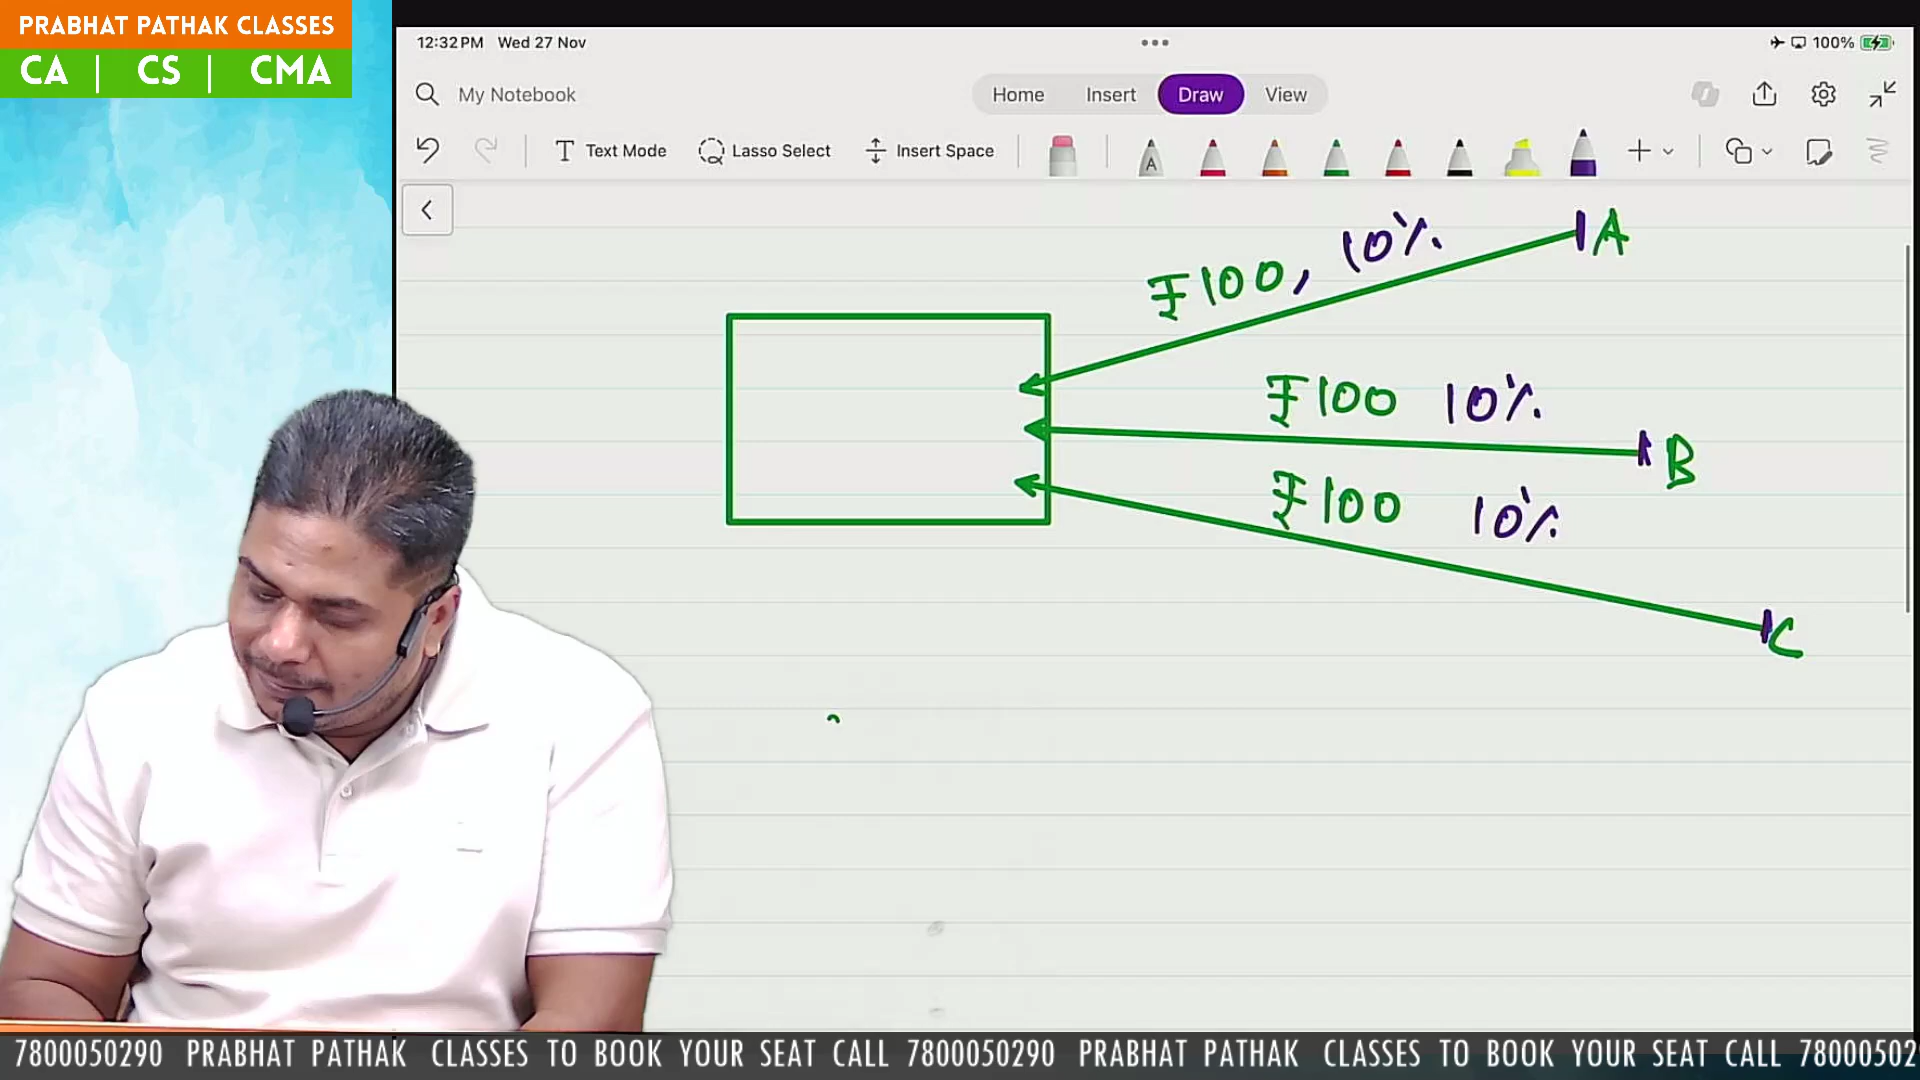 PRABHAT PATHAK CLASSES
CA | CS | CMA
12:32 PM Wed 27 Nov
100%
My Notebook
Home Insert Draw View
Text Mode Lasso Select Insert Space
A
₹100, 10% A
₹100 10%
B
₹100 10%
C
7800050290 PRABHAT PATHAK CLASSES TO BOOK YOUR SEAT CALL 7800050290 PRABHAT PATHAK CLASSES TO BOOK YOUR SEAT CALL 78000502